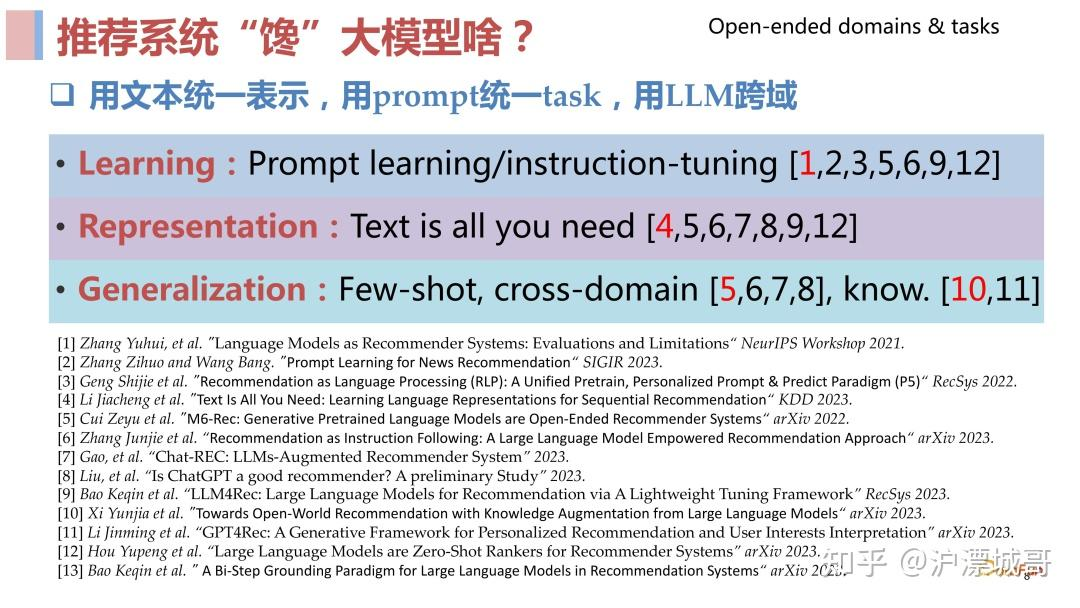 推荐系统“馋”大模型啥？
Open-ended domains & tasks
❑ 用文本统一表示，用prompt统一task，用LLM跨域
• Learning：Prompt learning/instruction-tuning [1,2,3,5,6,9,12]
• Representation：Text is all you need [4,5,6,7,8,9,12]
• Generalization：Few-shot, cross-domain [5,6,7,8], know. [10,11]
[1] Zhang Yuhui, et al. "Language Models as Recommender Systems: Evaluations and Limitations“ NeurIPS Workshop 2021.
[2] Zhang Zihuo and Wang Bang. "Prompt Learning for News Recommendation“ SIGIR 2023.
[3] Geng Shijie et al. "Recommendation as Language Processing (RLP): A Unified Pretrain, Personalized Prompt & Predict Paradigm (P5)“ RecSys 2022.
[4] Li Jiacheng et al. "Text Is All You Need: Learning Language Representations for Sequential Recommendation“ KDD 2023.
[5] Cui Zeyu et al. "M6-Rec: Generative Pretrained Language Models are Open-Ended Recommender Systems“ arXiv 2022.
[6] Zhang Junjie et al. “Recommendation as Instruction Following: A Large Language Model Empowered Recommendation Approach“ arXiv 2023.
[7] Gao, et al. “Chat-REC: LLMs-Augmented Recommender System” 2023.
[8] Liu, et al. “Is ChatGPT a good recommender? A preliminary Study” 2023.
[9] Bao Keqin et al. “LLM4Rec: Large Language Models for Recommendation via A Lightweight Tuning Framework” RecSys 2023.
[10] Xi Yunjia et al. "Towards Open-World Recommendation with Knowledge Augmentation from Large Language Models“ arXiv 2023.
[11] Li Jinming et al. “GPT4Rec: A Generative Framework for Personalized Recommendation and User Interests Interpretation” arXiv 2023.
[12] Hou Yupeng et al. “Large Language Models are Zero-Shot Rankers for Recommender Systems” arXiv 2023.
[13] Bao Keqin et al. " A Bi-Step Grounding Paradigm for Large Language Models in Recommendation Systems“ arXiv 2023.
知乎 @沪漂城哥
8